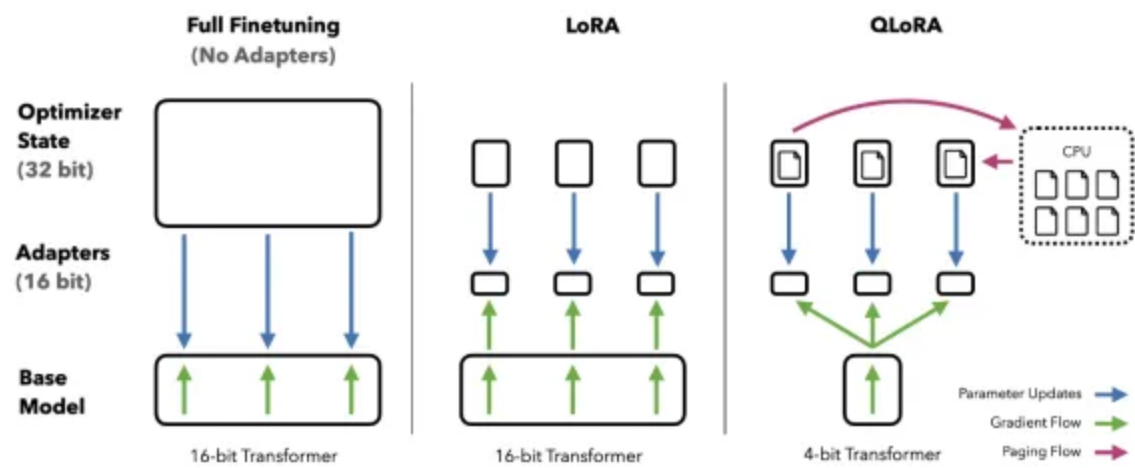 Full Finetuning
(No Adapters)
LoRA
QLoRA
Optimizer
State
(32 bit)
CPU
Adapters
(16 bit)
Base
Model
Parameter Updates
Gradient Flow
Paging Flow
16-bit Transformer
16-bit Transformer
4-bit Transformer